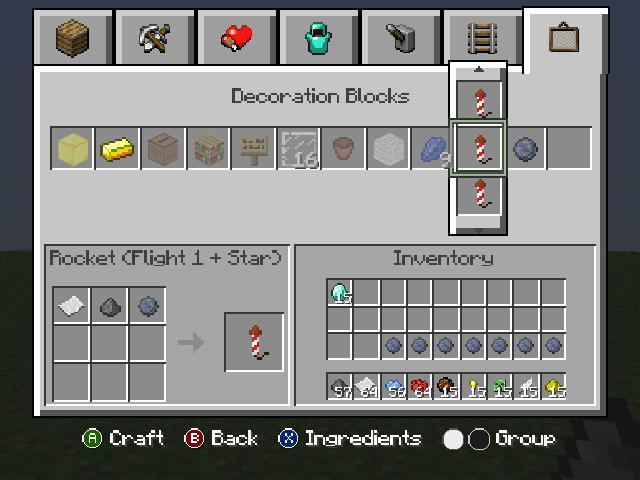 Decoration Blocks
16
9
Rocket (Flight 1 + Star)
Inventory
15
57 64 56 64 15 15 15 15 15
A Craft B Back X Ingredients Group